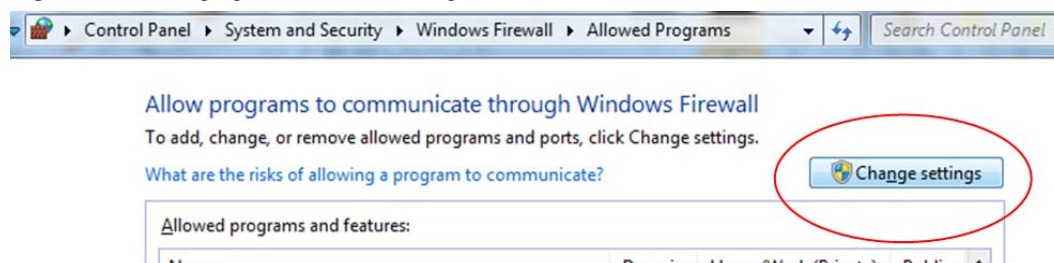 Control Panel ▸ System and Security ▸ Windows Firewall ▸ Allowed Programs Search Control Panel
Allow programs to communicate through Windows Firewall
To add, change, or remove allowed programs and ports, click Change settings.
What are the risks of allowing a program to communicate?
Change settings
Allowed programs and features: